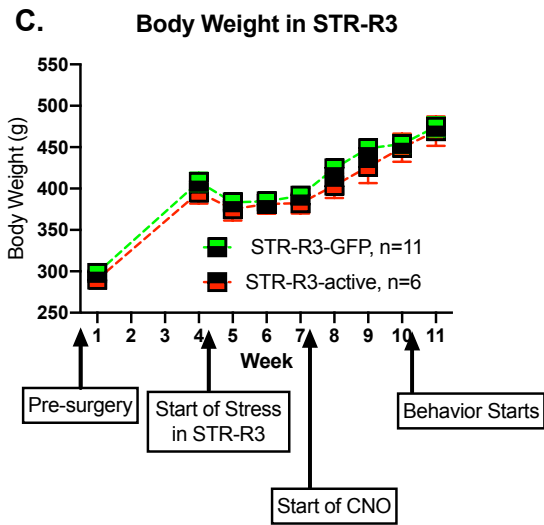 C.
Body Weight in STR-R3
Body Weight (g)
550
500
450
400
350
300
250
STR-R3-GFP, n=11
STR-R3-active, n=6
1 2 3 4 5 6 7 8 9 10 11
Week
Pre-surgery
Start of Stress
in STR-R3
Behavior Starts
Start of CNO